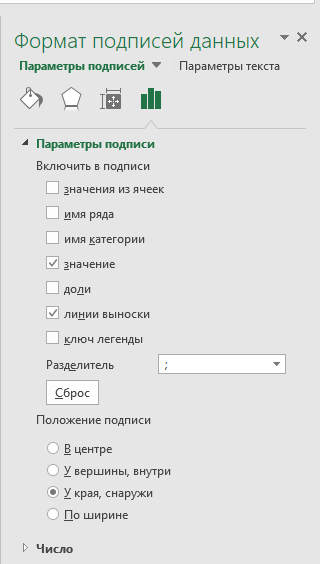 Формат подписей данных
Параметры подписей Параметры текста
Параметры подписи
Включить в подписи
значения из ячеек
имя ряда
имя категории
значение
доли
линии выноски
ключ легенды
Разделитель ;
Сброс
Положение подписи
В центре
У вершины, внутри
У края, снаружи
По ширине
Число